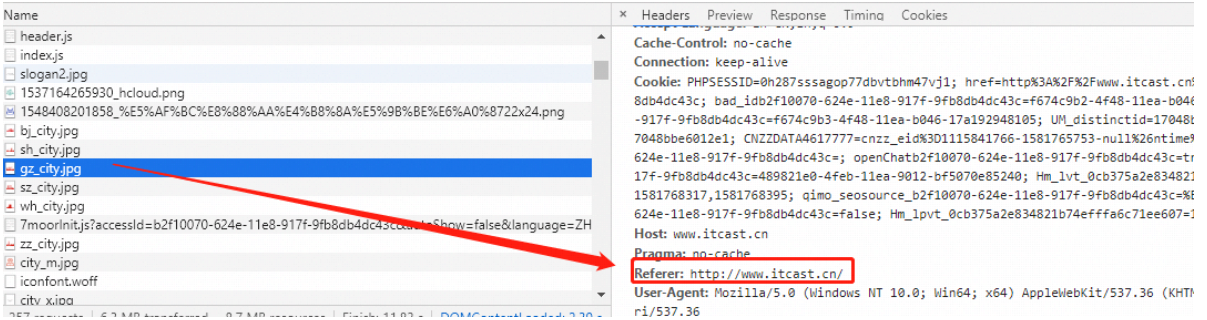 Name
header.js
index.js
slogan2.jpg
1537164265930_hcloud.png
1548408201858_%E5%AF%BC%E8%88%AA%E4%B8%8A%E5%9B%BE%E6%A0%8722x24.png
bj_city.jpg
sh_city.jpg
gz_city.jpg
sz_city.jpg
wh_city.jpg
7moorInit.js?accessId=b2f10070-624e-11e8-917f-9fb8db4dc43c&autoShow=false&language=ZH
zz_city.jpg
city_m.jpg
iconfont.woff
city_x.jpg
357 requests | 6.2 MB transferred | 8.7 MB resources | Finish: 11.83 s | DOMContentLoaded: 2.39 s
× Headers Preview Response Timing Cookies
Cache-Control: no-cache
Connection: keep-alive
Cookie: PHPSESSID=0h287sssagop77dbvtbhm47vj1; href=http%3A%2F%2Fwww.itcast.cn%
8db4dc43c; bad_idb2f10070-624e-11e8-917f-9fb8db4dc43c=f674c9b2-4f48-11ea-b046
-917f-9fb8db4dc43c=f674c9b3-4f48-11ea-b046-17a192948105; UM_distinctid=17048b
7048bbe6012e1; CNZZDATA4617777=cnzz_eid%3D1115841766-1581765753-null%26ntime%
624e-11e8-917f-9fb8db4dc43c=; openChatb2f10070-624e-11e8-917f-9fb8db4dc43c=tr
17f-9fb8db4dc43c=489821e0-4feb-11ea-9012-bf5070e85240; Hm_lvt_0cb375a2e834821
1581768317,1581768395; qimo_seosource_b2f10070-624e-11e8-917f-9fb8db4dc43c=%E
624e-11e8-917f-9fb8db4dc43c=false; Hm_lpvt_0cb375a2e834821b74efffa6c71ee607=1
Host: www.itcast.cn
Pragma: no-cache
Referer: http://www.itcast.cn/
User-Agent: Mozilla/5.0 (Windows NT 10.0; Win64; x64) AppleWebKit/537.36 (KHTM
ri/537.36